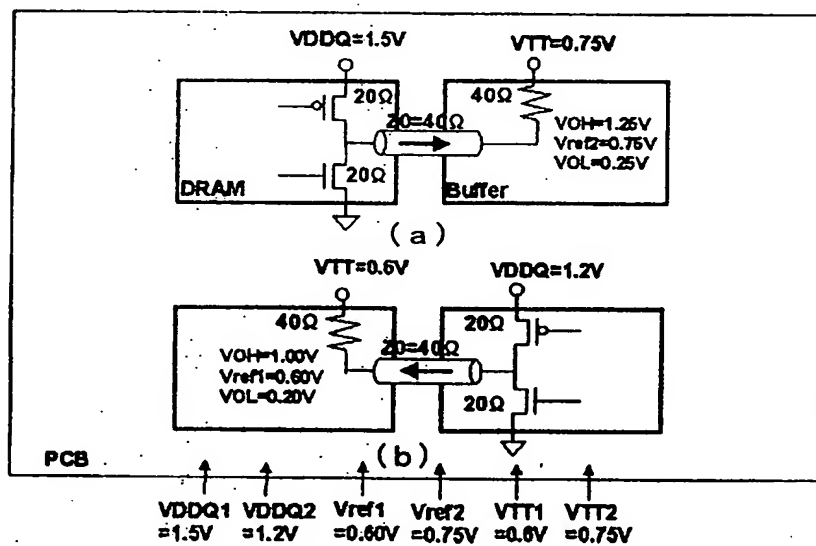 VDDQ=1.5V
VTT=0.75V
20Ω
40Ω
Z0=40Ω
VOH=1.25V
Vref2=0.75V
VOL=0.25V
20Ω
DRAM
Buffer
(a)
VTT=0.6V
VDDQ=1.2V
40Ω
20Ω
Z0=40Ω
VOH=1.00V
Vref1=0.60V
VOL=0.20V
20Ω
PCB
(b)
VDDQ1 VDDQ2 Vref1 Vref2 VTT1 VTT2
=1.5V =1.2V =0.60V =0.75V =0.6V =0.75V